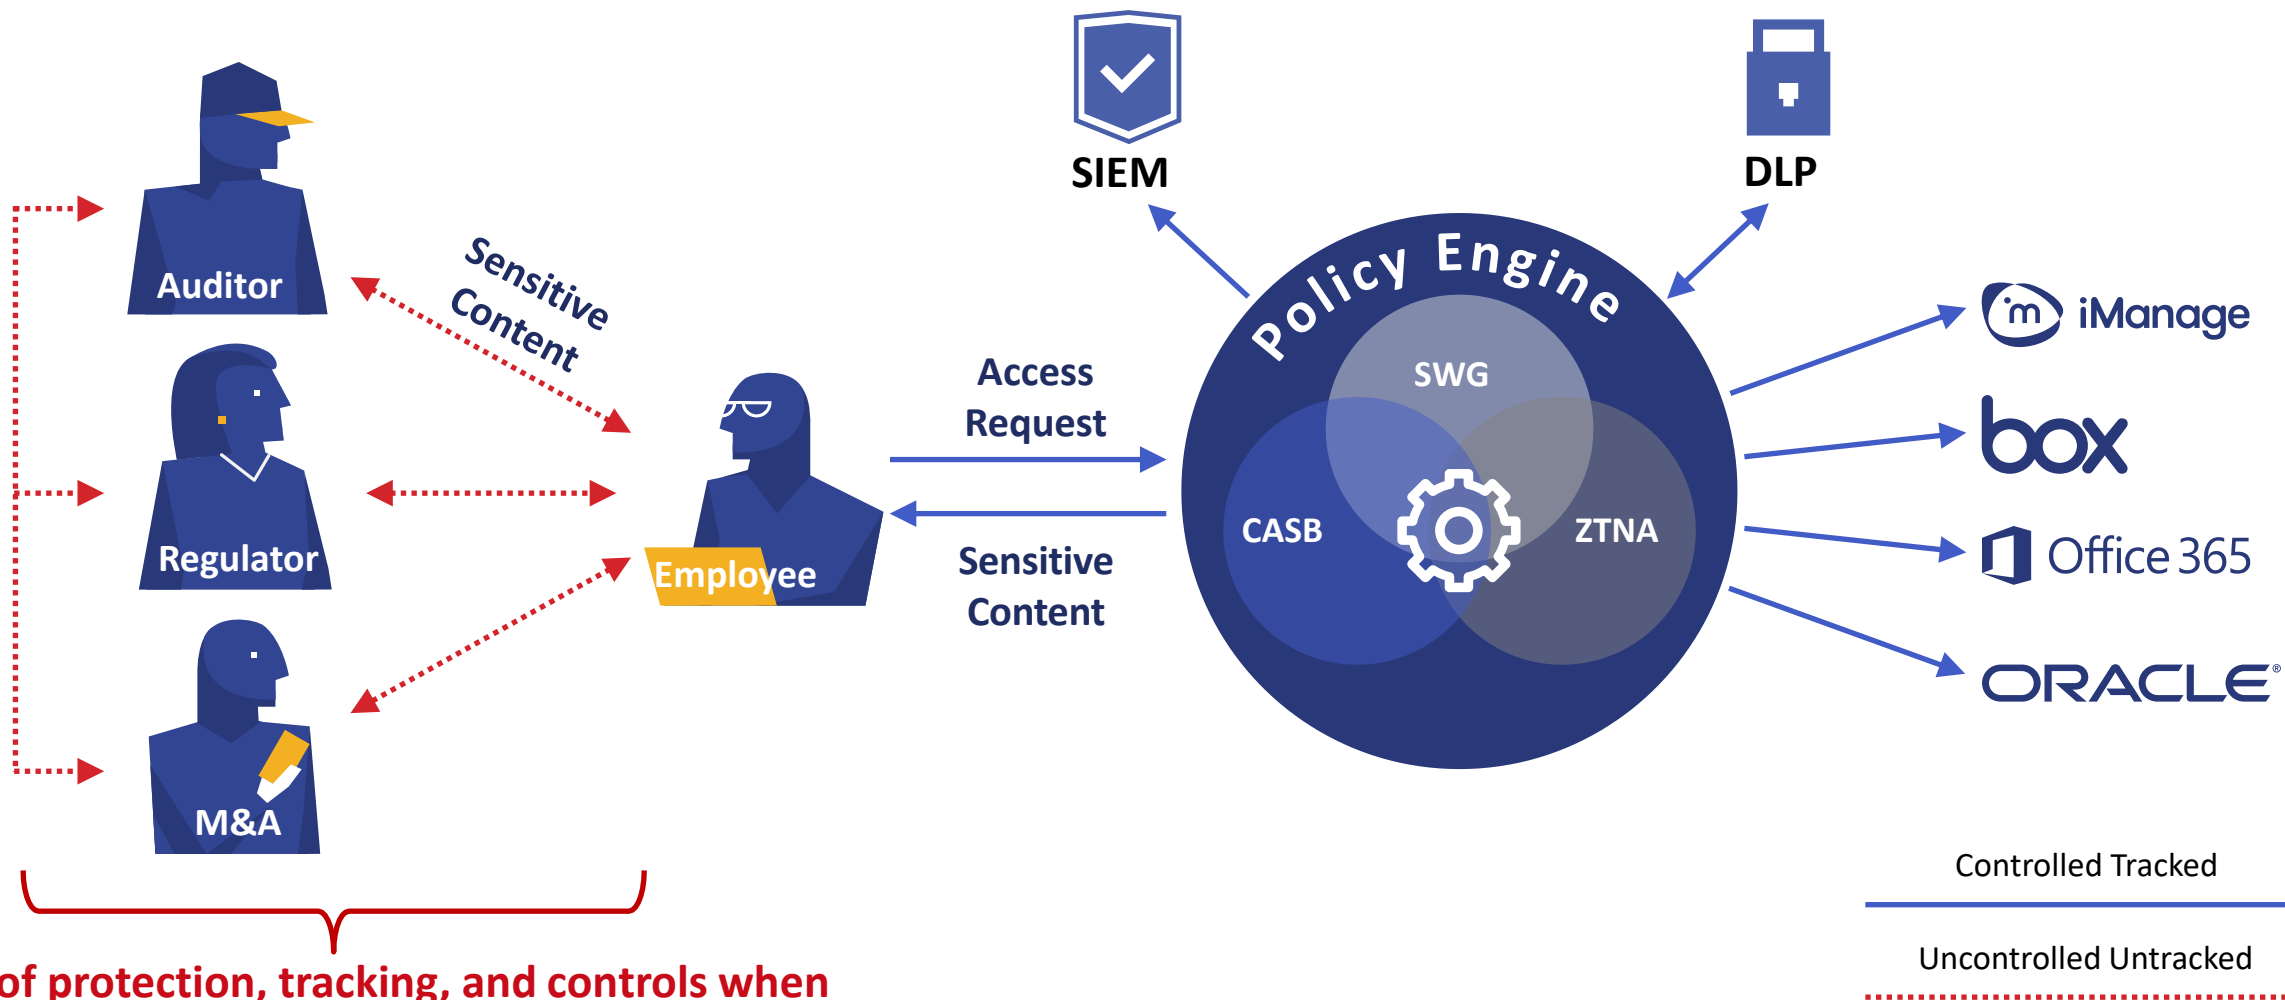 SIEM
DLP
Auditor
Sensitive
Content
Policy Engine
im iManage
SWG
Access
Request
box
Regulator
Employee
CASB
ZTNA
Sensitive
Content
Office 365
ORACLE®
M&A
Controlled Tracked
Uncontrolled Untracked
of protection, tracking, and controls when